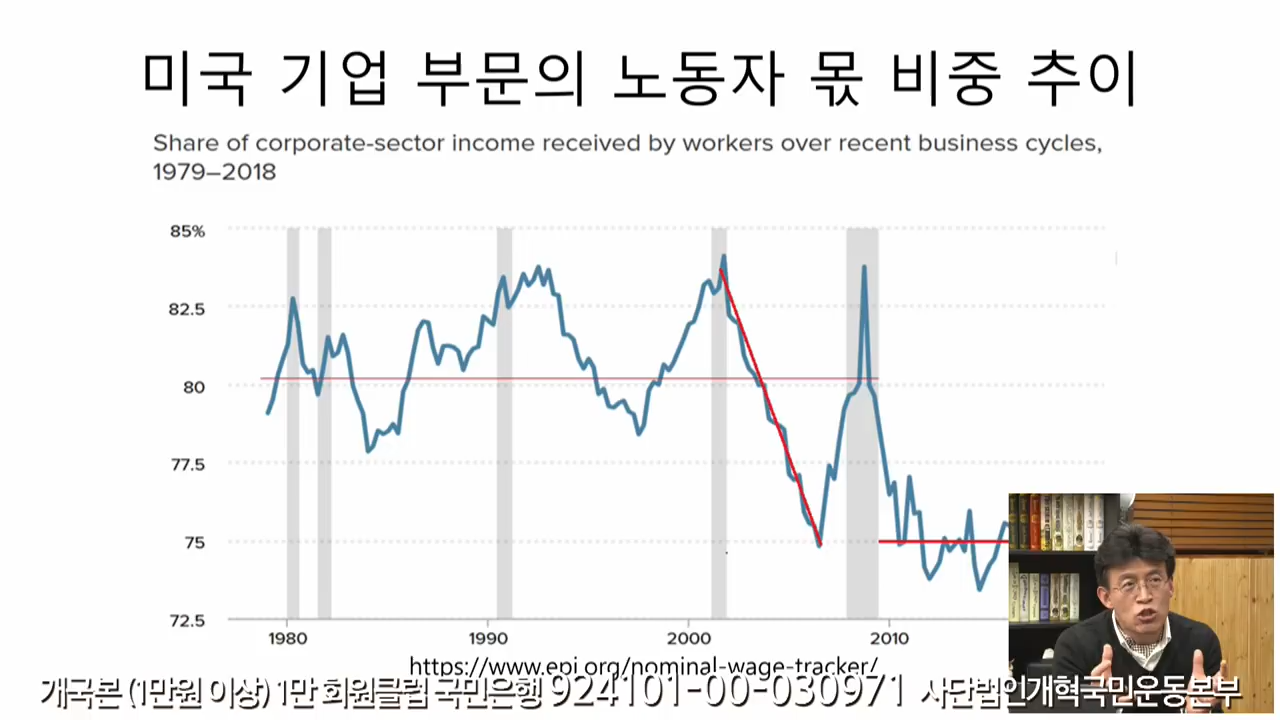 미국 기업 부문의 노동자 몫 비중 추이
Share of corporate-sector income received by workers over recent business cycles,
1979–2018
85%
82.5
80
77.5
75
72.5
1980 1990 2000 2010
https://www.epi.org/nominal-wage-tracker/
개국본 (1만원 이상) 1만 회원클럽 국민은행 924101-00-030971 사단법인개혁국민운동본부